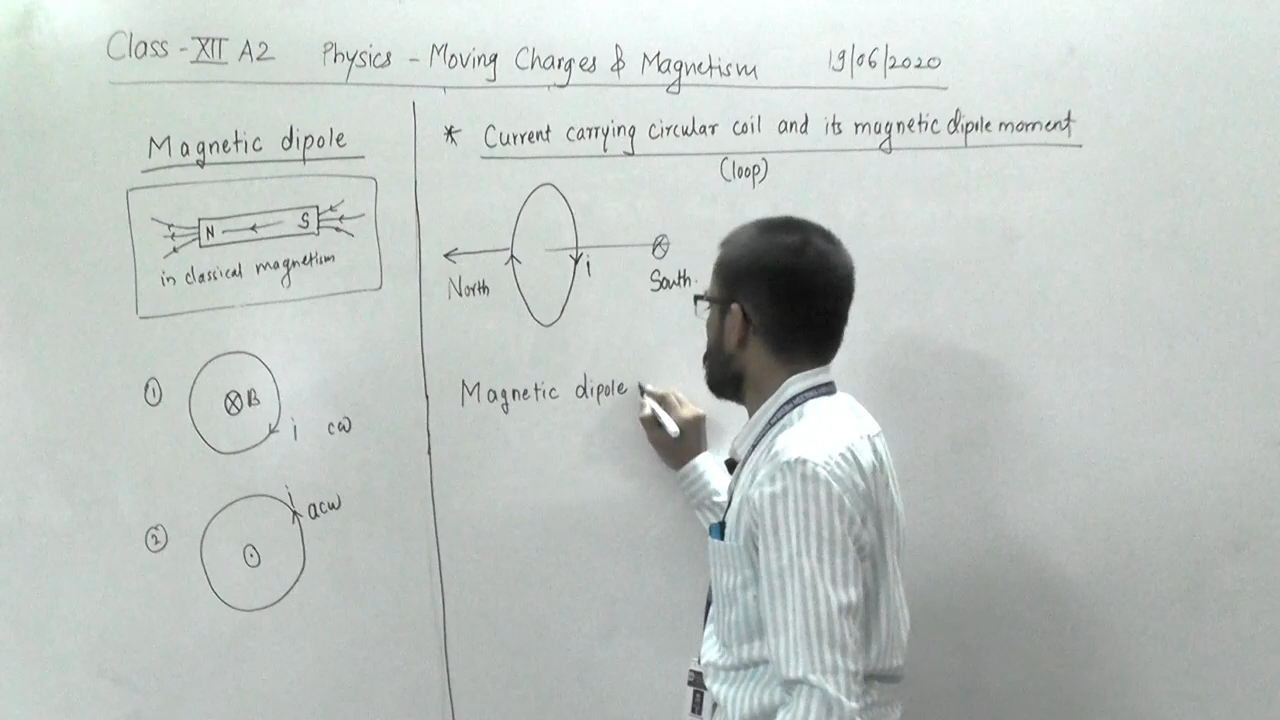 Class - XII A2 Physics - Moving Charges & Magnetism 19/06/2020
Magnetic dipole
N S
in classical magnetism
① B i cw
② i acw
* Current carrying circular coil and its magnetic dipole moment
(loop)
i
North South.
Magnetic dipole